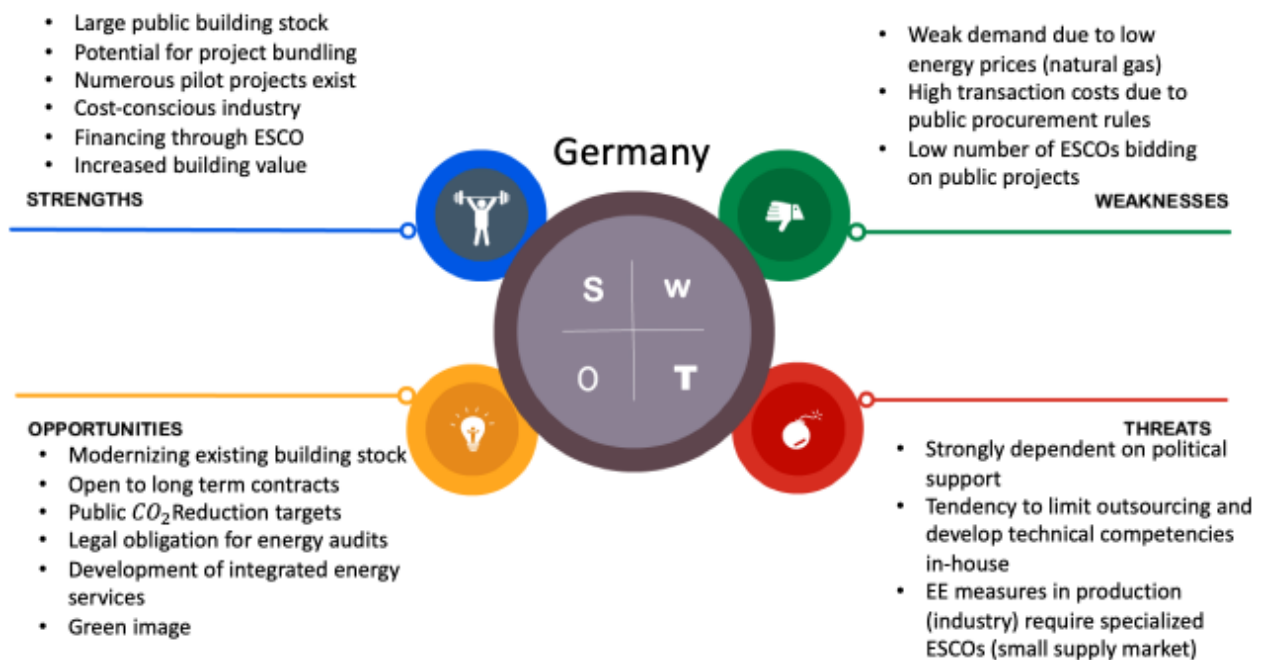 • Large public building stock
• Potential for project bundling
• Numerous pilot projects exist
• Cost-conscious industry
• Financing through ESCO
• Increased building value
STRENGTHS
Germany
• Weak demand due to low
energy prices (natural gas)
• High transaction costs due to
public procurement rules
• Low number of ESCOs bidding
on public projects
WEAKNESSES
S
w
O
T
OPPORTUNITIES
• Modernizing existing building stock
• Open to long term contracts
• Public CO₂ Reduction targets
• Legal obligation for energy audits
• Development of integrated energy
services
• Green image
THREATS
• Strongly dependent on political
support
• Tendency to limit outsourcing and
develop technical competencies
in-house
• EE measures in production
(industry) require specialized
ESCOs (small supply market)